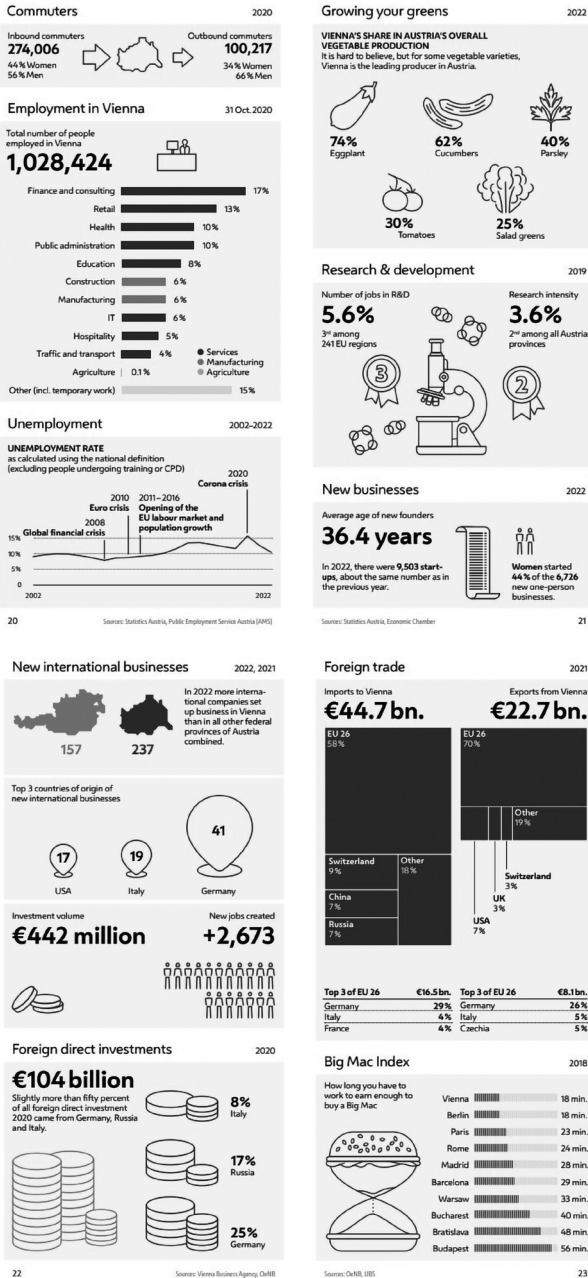 Commuters 2020
Inbound commuters
274,006
44% Women
56% Men
Outbound commuters
100,217
34% Women
66% Men
Employment in Vienna 31 Oct. 2020
Total number of people
employed in Vienna
1,028,424
Finance and consulting 17%
Retail 13%
Health 10%
Public administration 10%
Education 8%
Construction 6%
Manufacturing 6%
IT 6%
Hospitality 5%
Traffic and transport 4%
Agriculture 0.1%
Other (incl. temporary work) 15%
Services
Manufacturing
Agriculture
Unemployment 2002–2022
UNEMPLOYMENT RATE
as calculated using the national definition
(excluding people undergoing training or CPD)
2020
Corona crisis
2010
Euro crisis
2011–2016
Opening of the
EU labour market and
population growth
2008
Global financial crisis
15%
10%
5%
0
2002 2022
20 Sources: Statistics Austria, Public Employment Service Austria (AMS)
Growing your greens 2022
VIENNA'S SHARE IN AUSTRIA'S OVERALL
VEGETABLE PRODUCTION
It is hard to believe, but for some vegetable varieties,
Vienna is the leading producer in Austria.
74%
Eggplant
62%
Cucumbers
40%
Parsley
30%
Tomatoes
25%
Salad greens
Research & development 2019
Number of jobs in R&D
5.6%
3rd among
241 EU regions
Research intensity
3.6%
2nd among all Austria
provinces
3
2
New businesses 2022
Average age of new founders
36.4 years
In 2022, there were 9,503 start-
ups, about the same number as in
the previous year.
Women started
44% of the 6,726
new one-person
businesses.
Sources: Statistics Austria, Economic Chamber 21
New international businesses 2022, 2021
157
237
In 2022 more interna-
tional companies set
up business in Vienna
than in all other federal
provinces of Austria
combined.
Top 3 countries of origin of
new international businesses
17
USA
19
Italy
41
Germany
Investment volume
€442 million
New jobs created
+2,673
Foreign direct investments 2020
€104 billion
Slightly more than fifty percent
of all foreign direct investment
2020 came from Germany, Russia
and Italy.
8%
Italy
17%
Russia
25%
Germany
22 Sources: Vienna Business Agency, OeNB
Foreign trade 2021
Imports to Vienna
€44.7 bn.
Exports from Vienna
€22.7 bn.
EU 26
58%
Switzerland
9%
China
7%
Russia
7%
Other
18%
EU 26
70%
Other
19%
Switzerland
3%
UK
3%
USA
7%
Top 3 of EU 26 €16.5 bn.
Germany 29%
Italy 4%
France 4%
Top 3 of EU 26 €8.1 bn.
Germany 26%
Italy 5%
Czechia 5%
Big Mac Index 2018
How long you have to
work to earn enough to
buy a Big Mac
Vienna 18 min.
Berlin 18 min.
Paris 23 min.
Rome 24 min.
Madrid 28 min.
Barcelona 29 min.
Warsaw 33 min.
Bucharest 40 min.
Bratislava 48 min.
Budapest 56 min.
Sources: OeNB, UBS 23